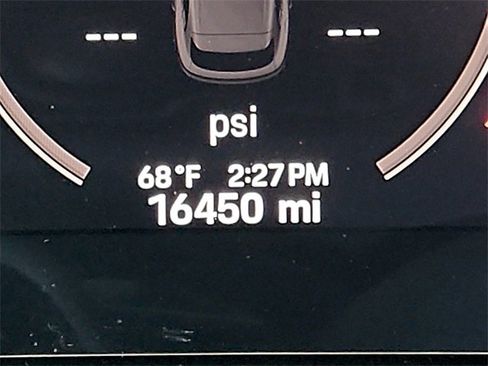 --- ---
psi
68°F 2:27PM
16450 mi